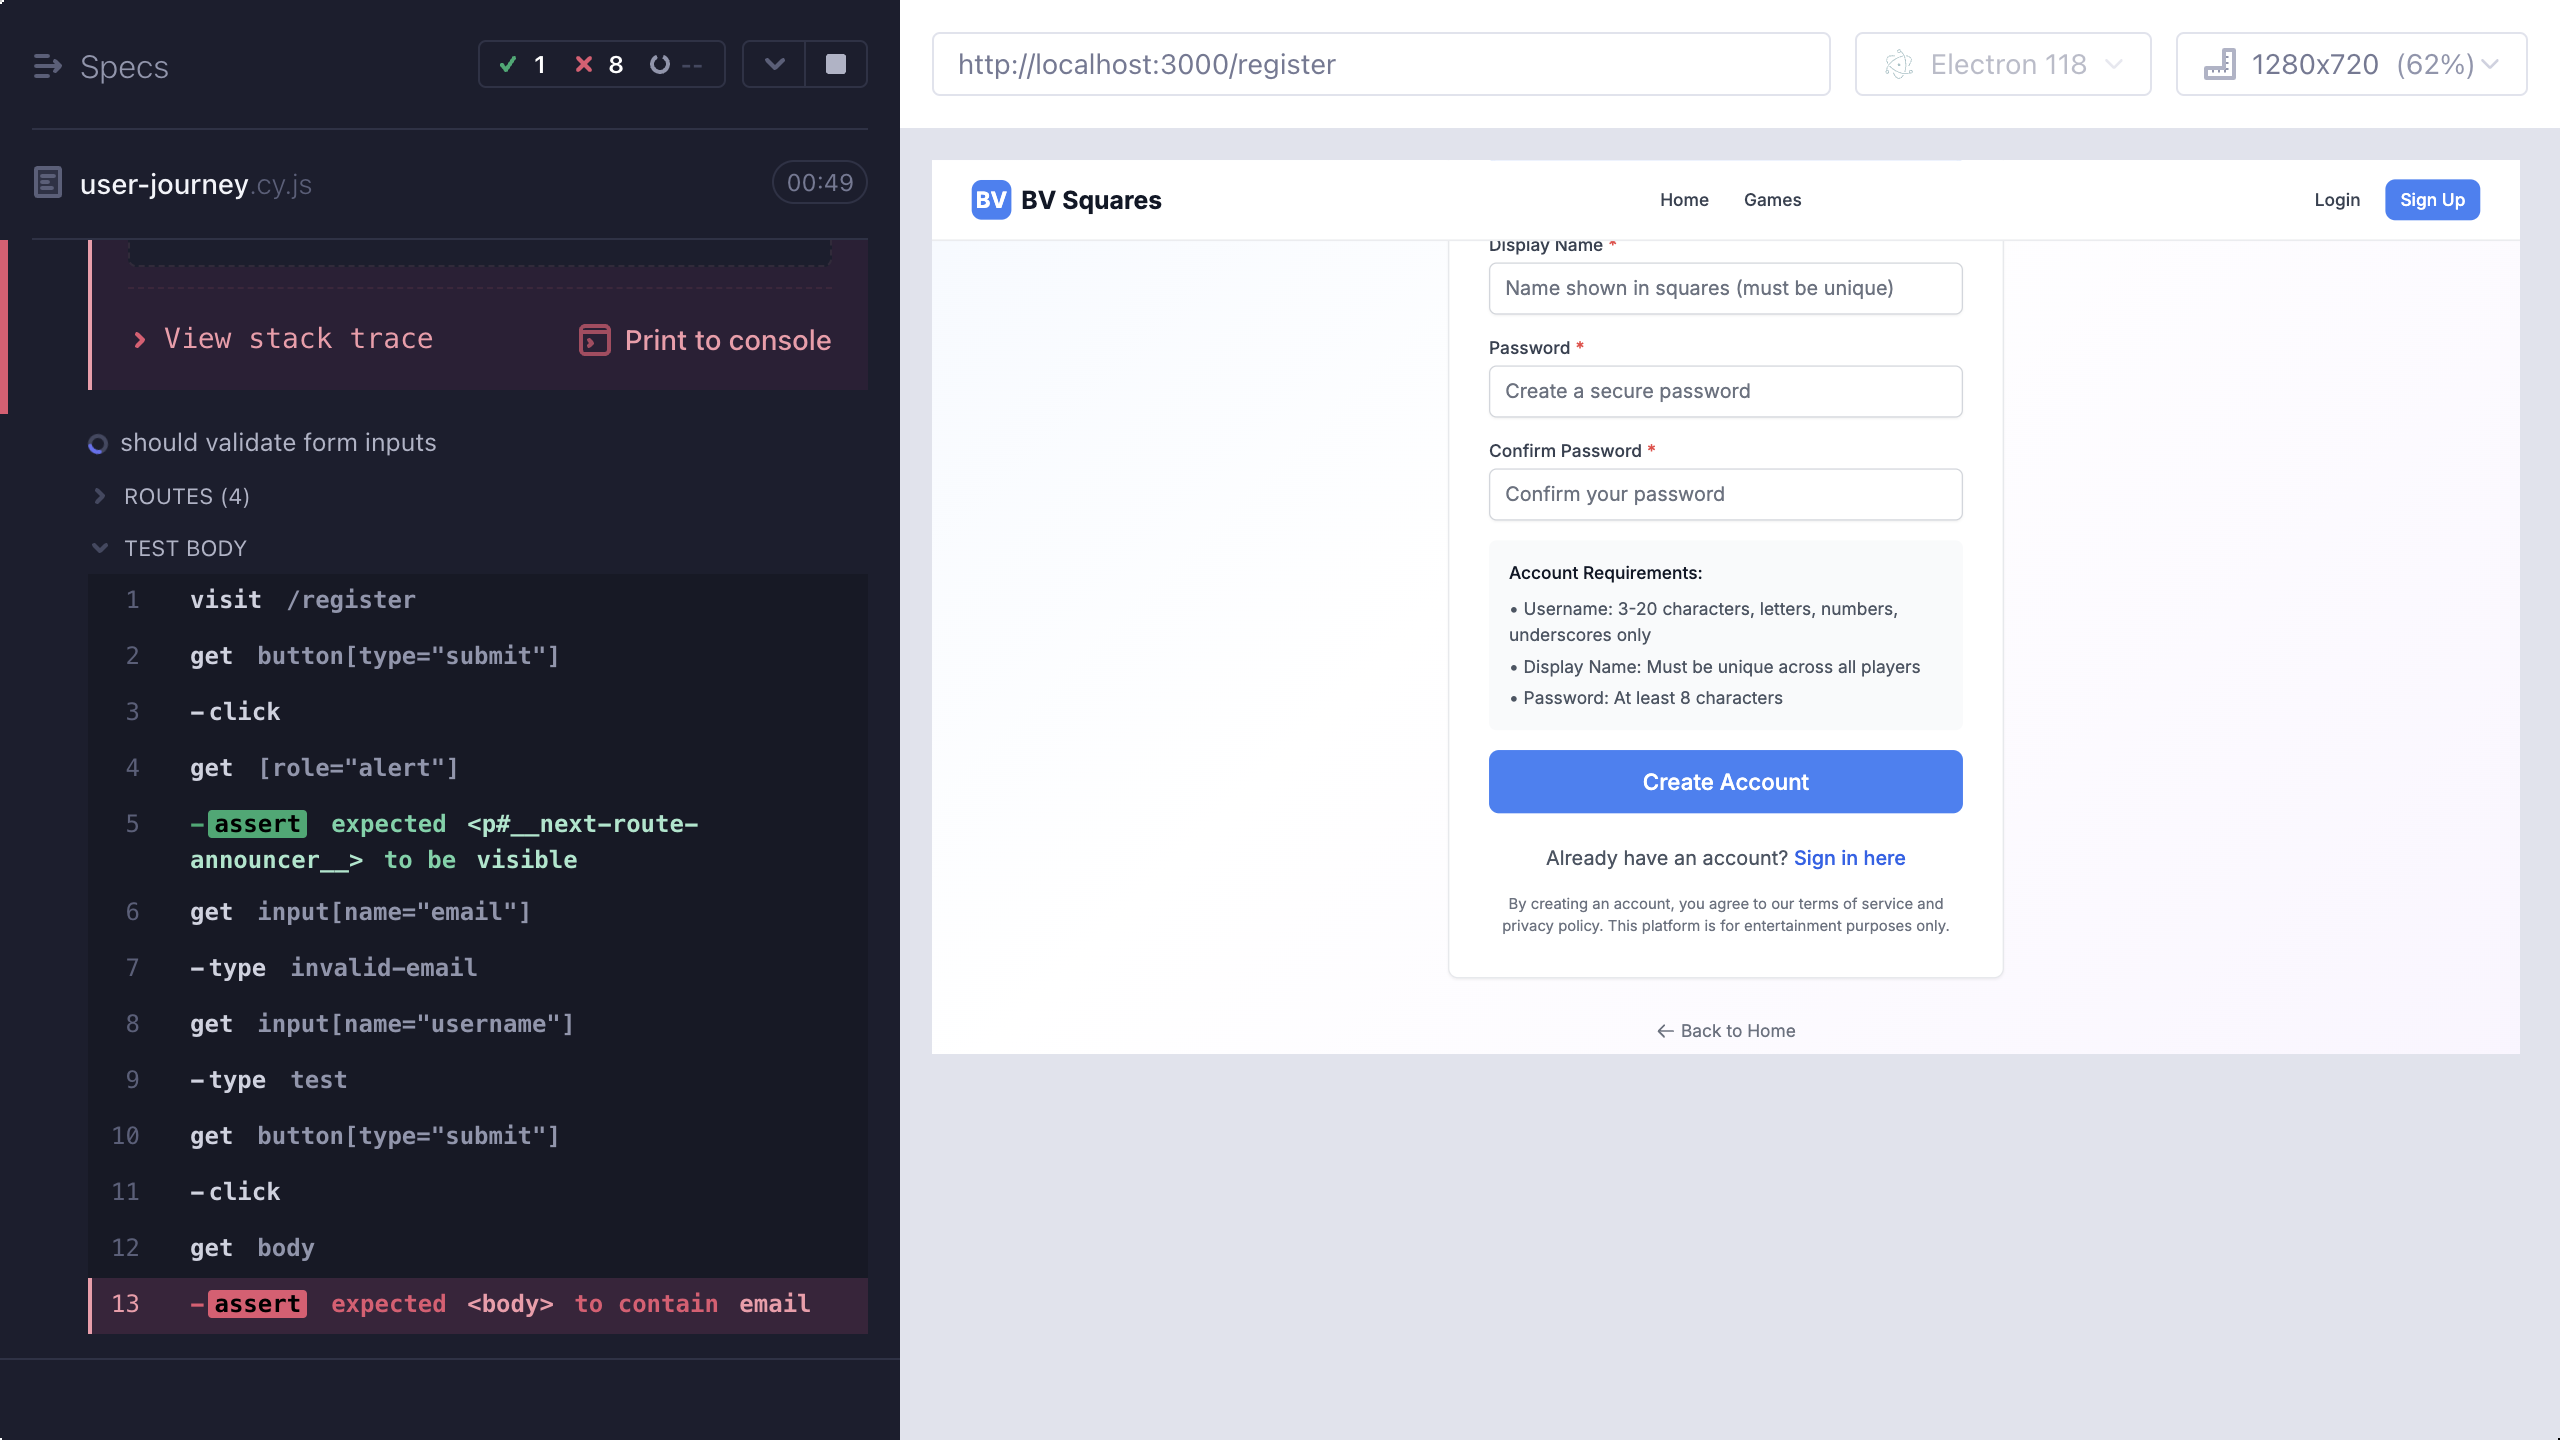 Specs
1 8 --
user-journey.cy.js
00:49
View stack trace
Print to console
should validate form inputs
ROUTES (4)
TEST BODY
1 visit /register
2 get button[type="submit"]
3 -click
4 get [role="alert"]
5 -assert expected <p#__next-route-
announcer__> to be visible
6 get input[name="email"]
7 -type invalid-email
8 get input[name="username"]
9 -type test
10 get button[type="submit"]
11 -click
12 get body
13 -assert expected <body> to contain email
http://localhost:3000/register
Electron 118
1280x720 (62%)
BV BV Squares
Home Games
Login Sign Up
Display Name *
Name shown in squares (must be unique)
Password *
Create a secure password
Confirm Password *
Confirm your password
Account Requirements:
• Username: 3-20 characters, letters, numbers,
underscores only
• Display Name: Must be unique across all players
• Password: At least 8 characters
Create Account
Already have an account? Sign in here
By creating an account, you agree to our terms of service and
privacy policy. This platform is for entertainment purposes only.
← Back to Home